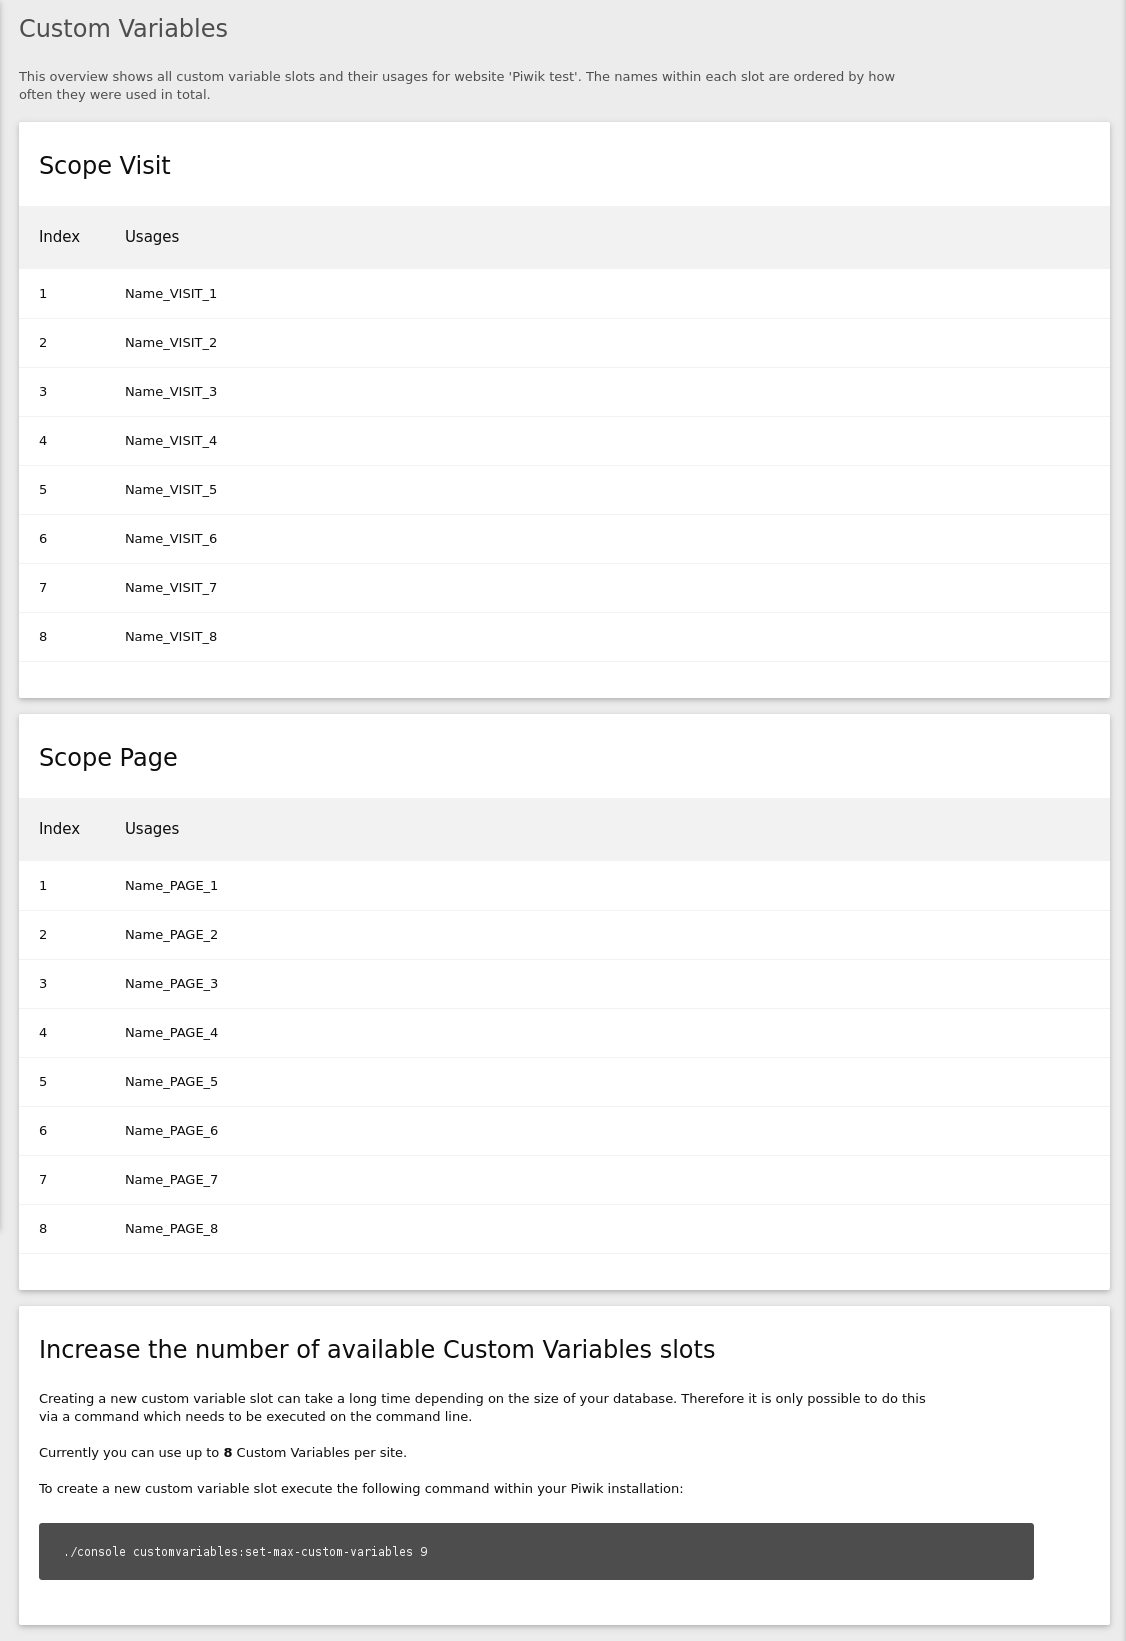 Custom Variables
This overview shows all custom variable slots and their usages for website 'Piwik test'. The names within each slot are ordered by how
often they were used in total.
Scope Visit
Index Usages
1 Name_VISIT_1
2 Name_VISIT_2
3 Name_VISIT_3
4 Name_VISIT_4
5 Name_VISIT_5
6 Name_VISIT_6
7 Name_VISIT_7
8 Name_VISIT_8
Scope Page
Index Usages
1 Name_PAGE_1
2 Name_PAGE_2
3 Name_PAGE_3
4 Name_PAGE_4
5 Name_PAGE_5
6 Name_PAGE_6
7 Name_PAGE_7
8 Name_PAGE_8
Increase the number of available Custom Variables slots
Creating a new custom variable slot can take a long time depending on the size of your database. Therefore it is only possible to do this
via a command which needs to be executed on the command line.
Currently you can use up to 8 Custom Variables per site.
To create a new custom variable slot execute the following command within your Piwik installation:
./console customvariables:set-max-custom-variables 9